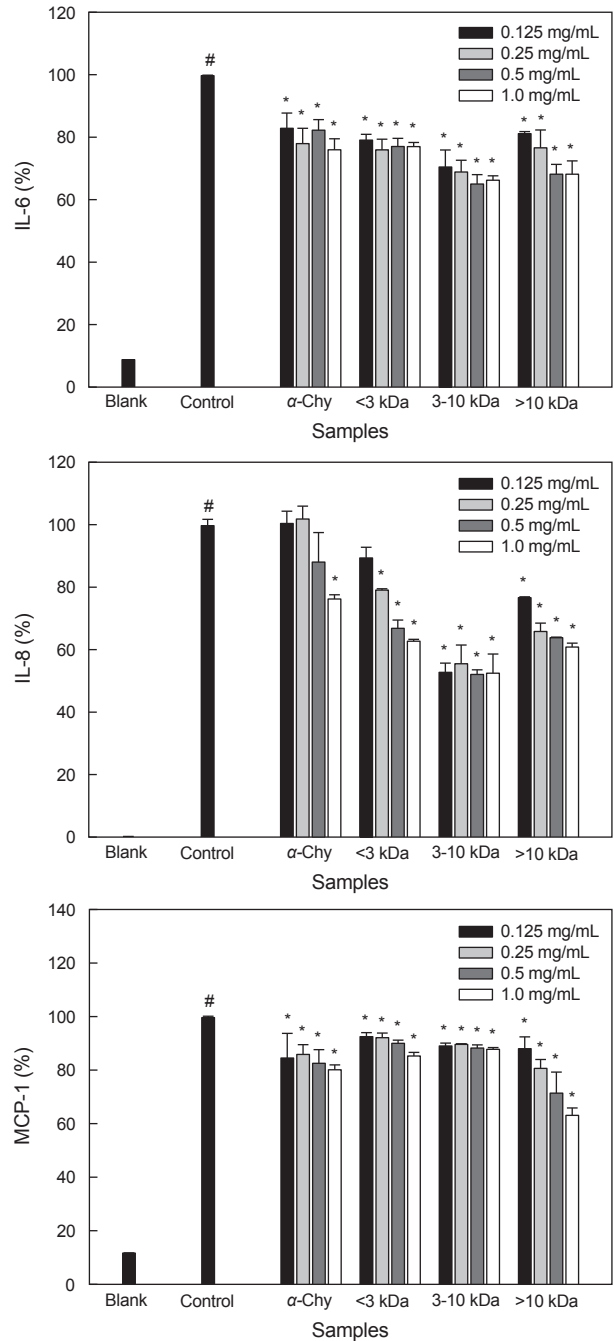 120
100
80
60
40
20
0
IL-6 (%)
#
* * * *
* * * *
* * * *
* * * *
0.125 mg/mL
0.25 mg/mL
0.5 mg/mL
1.0 mg/mL
Blank Control α-Chy <3 kDa 3-10 kDa >10 kDa
Samples
120
100
80
60
40
20
0
IL-8 (%)
#
*
* * *
* * * *
* * * *
0.125 mg/mL
0.25 mg/mL
0.5 mg/mL
1.0 mg/mL
Blank Control α-Chy <3 kDa 3-10 kDa >10 kDa
Samples
140
120
100
80
60
40
20
0
MCP-1 (%)
#
* * * *
* * * *
* * * *
* * * *
0.125 mg/mL
0.25 mg/mL
0.5 mg/mL
1.0 mg/mL
Blank Control α-Chy <3 kDa 3-10 kDa >10 kDa
Samples